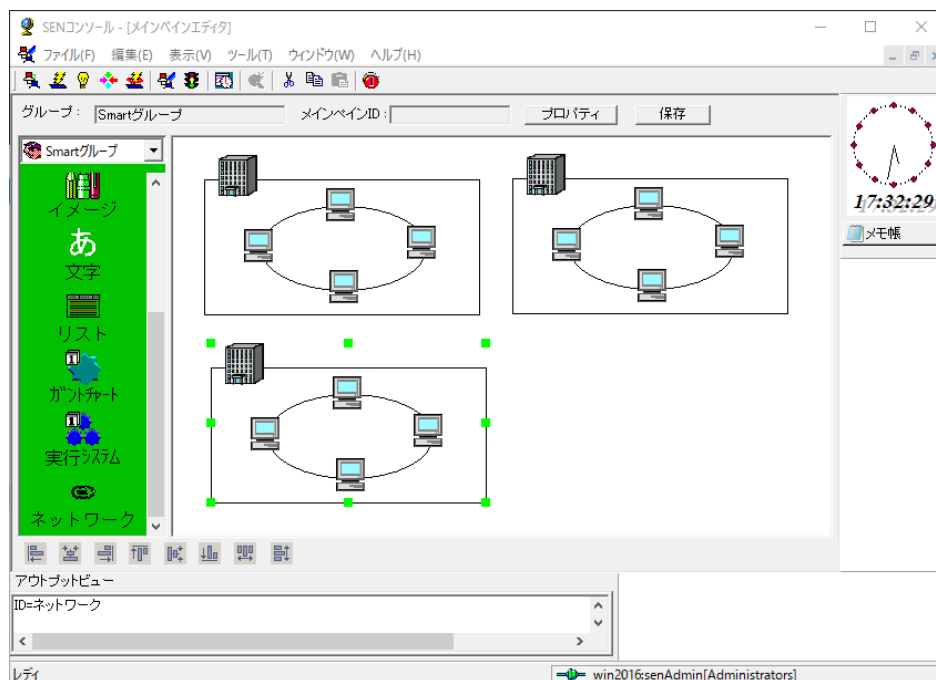 SENコンソール - [メインペインエディタ]
ファイル(F) 編集(E) 表示(V) ツール(T) ウィンドウ(W) ヘルプ(H)
グループ : Smartグループ メインペインID : プロパティ 保存
Smartグループ
イメージ
あ
文字
リスト
1
ガントチャート
1
実行システム
ネットワーク
17:32:29
メモ帳
アウトプットビュー
ID=ネットワーク
レディ
win2016:senAdmin[Administrators]